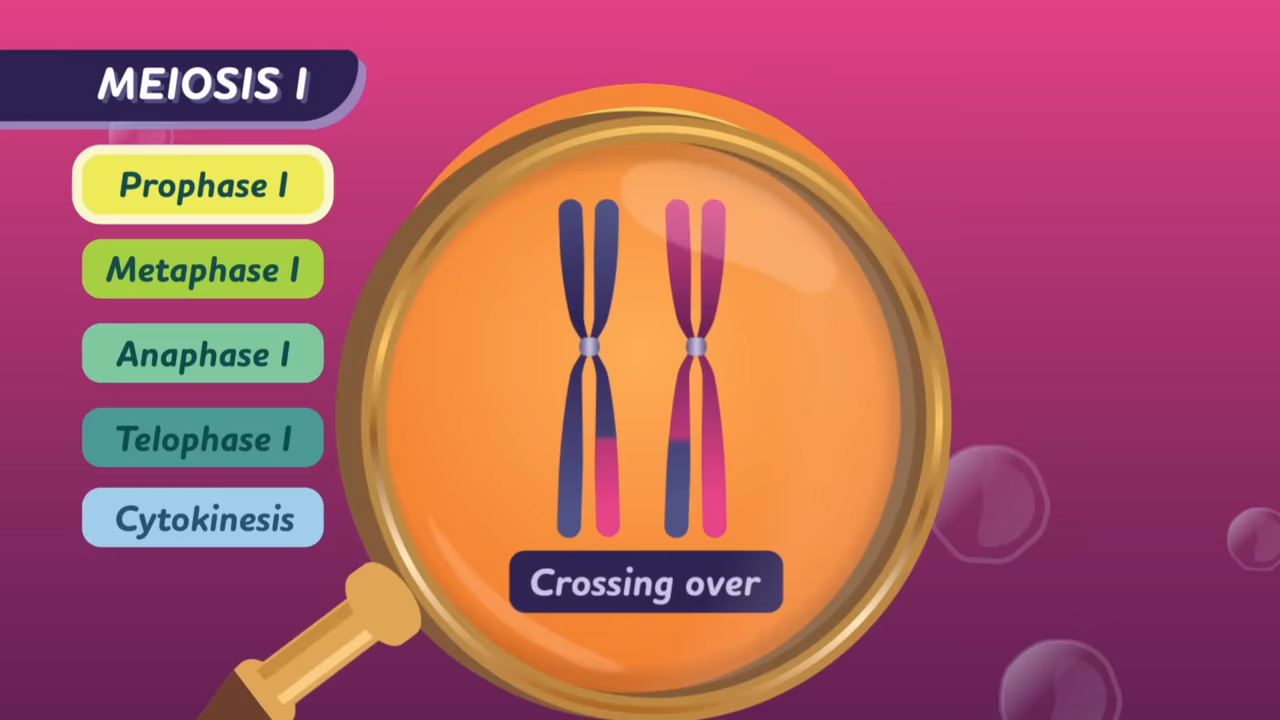 MEIOSIS I
Prophase I
Metaphase I
Anaphase I
Telophase I
Cytokinesis
Crossing over